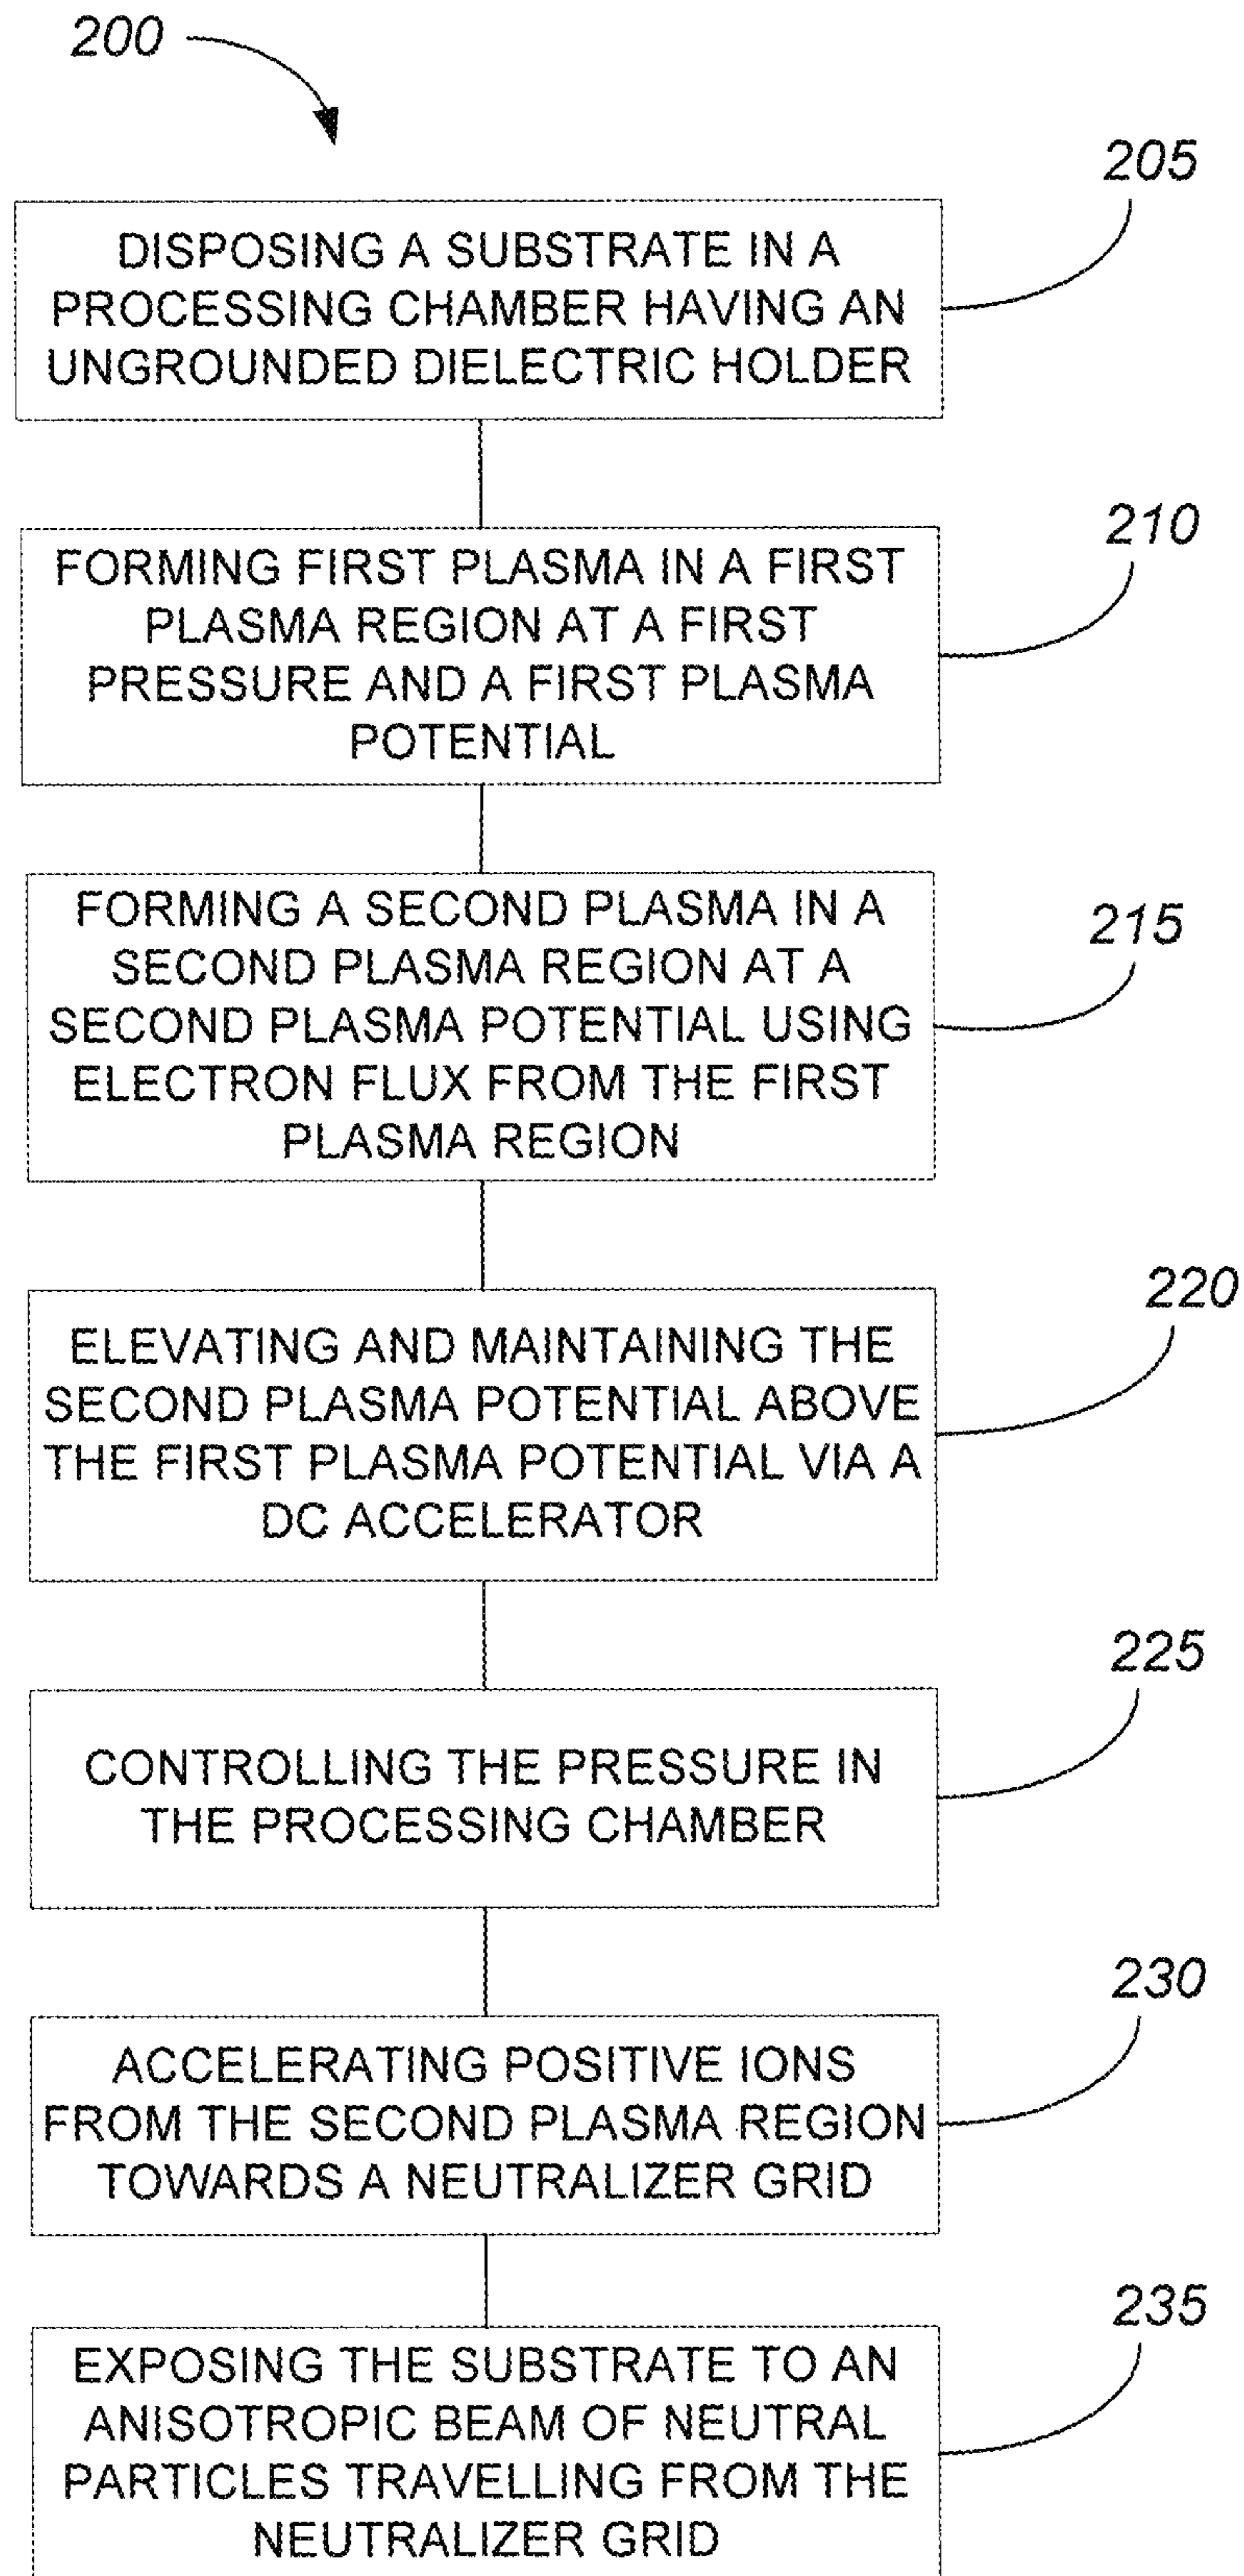 200
205
DISPOSING A SUBSTRATE IN A
PROCESSING CHAMBER HAVING AN
UNGROUNDED DIELECTRIC HOLDER
210
FORMING FIRST PLASMA IN A FIRST
PLASMA REGION AT A FIRST
PRESSURE AND A FIRST PLASMA
POTENTIAL
215
FORMING A SECOND PLASMA IN A
SECOND PLASMA REGION AT A
SECOND PLASMA POTENTIAL USING
ELECTRON FLUX FROM THE FIRST
PLASMA REGION
220
ELEVATING AND MAINTAINING THE
SECOND PLASMA POTENTIAL ABOVE
THE FIRST PLASMA POTENTIAL VIA A
DC ACCELERATOR
225
CONTROLLING THE PRESSURE IN
THE PROCESSING CHAMBER
230
ACCELERATING POSITIVE IONS
FROM THE SECOND PLASMA REGION
TOWARDS A NEUTRALIZER GRID
235
EXPOSING THE SUBSTRATE TO AN
ANISOTROPIC BEAM OF NEUTRAL
PARTICLES TRAVELLING FROM THE
NEUTRALIZER GRID